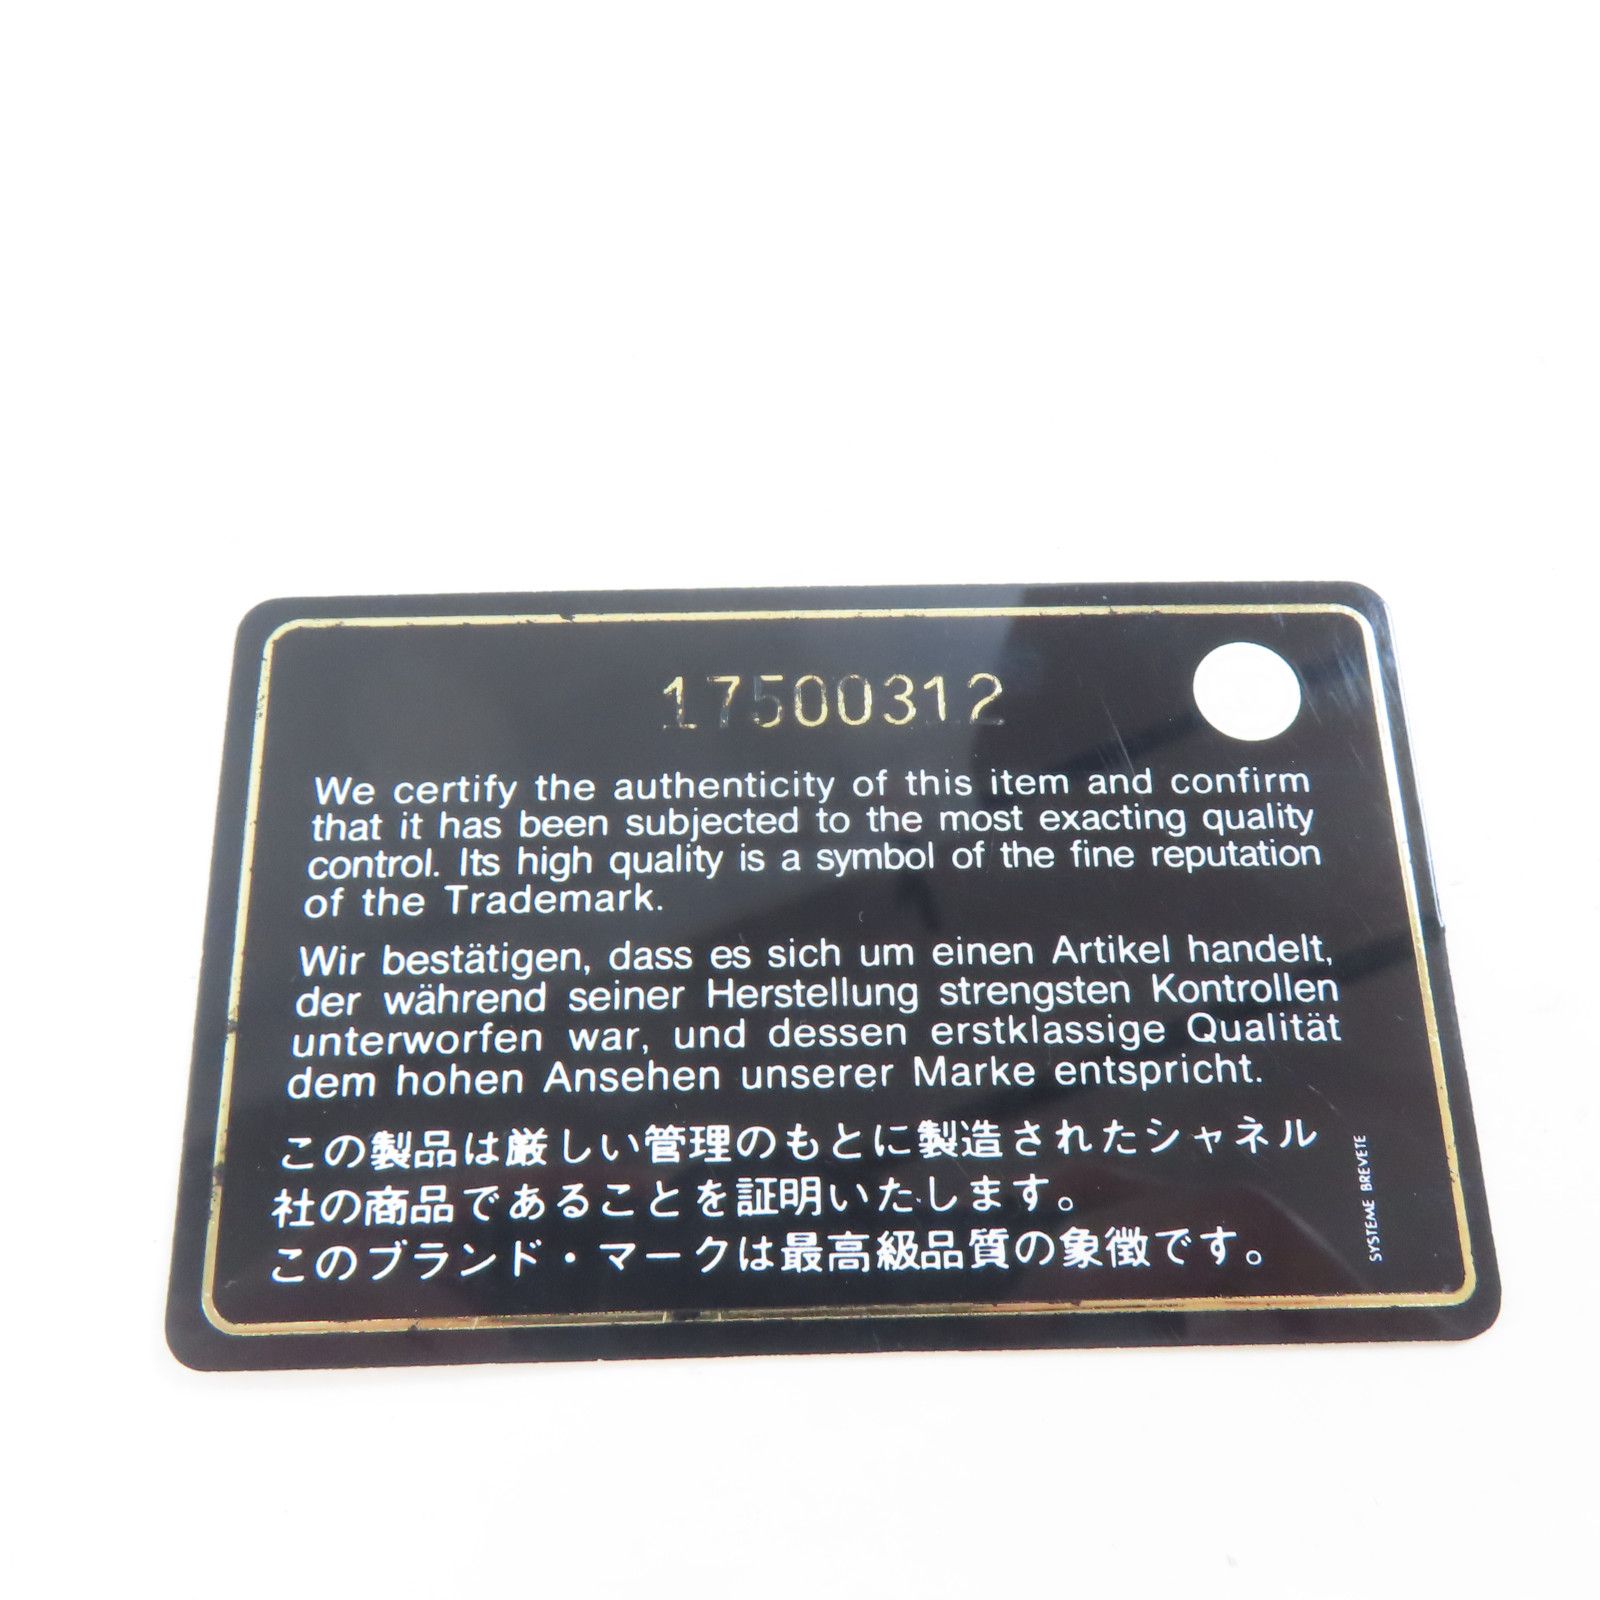 17500312
We certify the authenticity of this item and confirm
that it has been subjected to the most exacting quality
control. Its high quality is a symbol of the fine reputation
of the Trademark.
Wir bestätigen, dass es sich um einen Artikel handelt,
der während seiner Herstellung strengsten Kontrollen
unterworfen war, und dessen erstklassige Qualität
dem hohen Ansehen unserer Marke entspricht.
この製品は厳しい管理のもとに製造されたシャネル
社の商品であることを証明いたします。
このブランド・マークは最高級品質の象徴です。
SYSTEME BREVETE